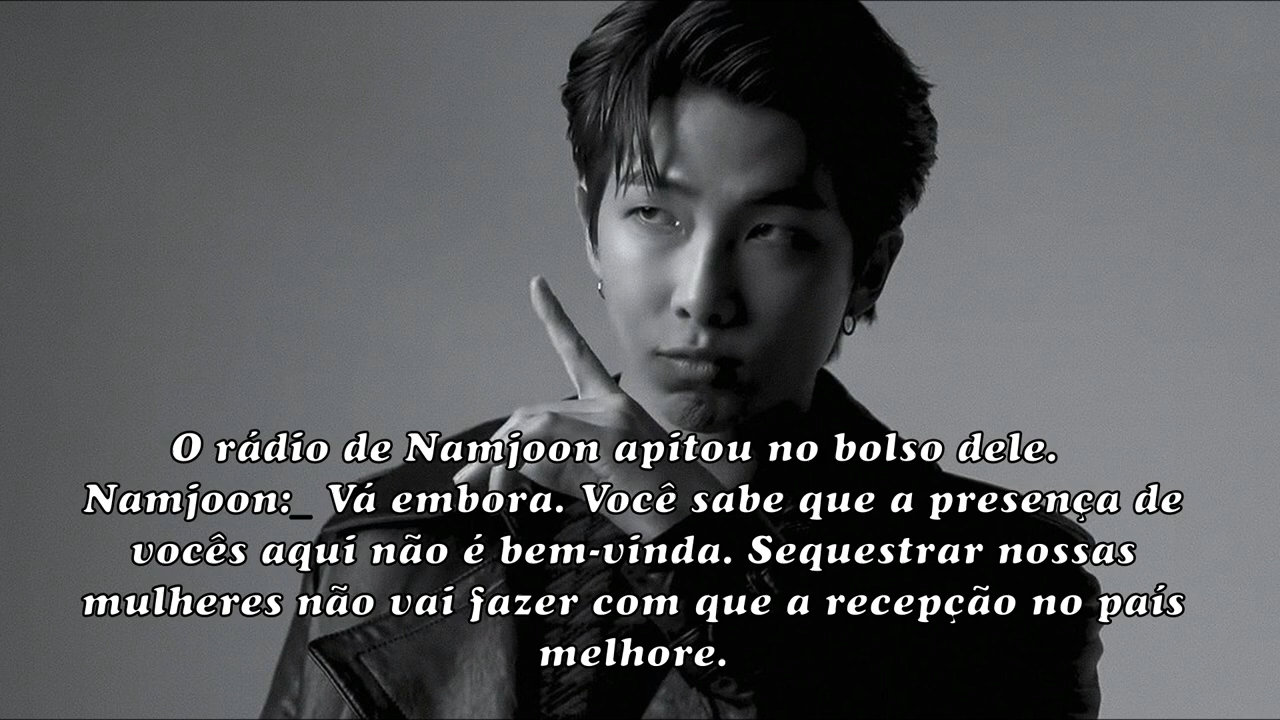 O rádio de Namjoon apitou no bolso dele.
Namjoon:_ Vá embora. Você sabe que a presença de
vocês aqui não é bem-vinda. Sequestrar nossas
mulheres não vai fazer com que a recepção no país
melhore.